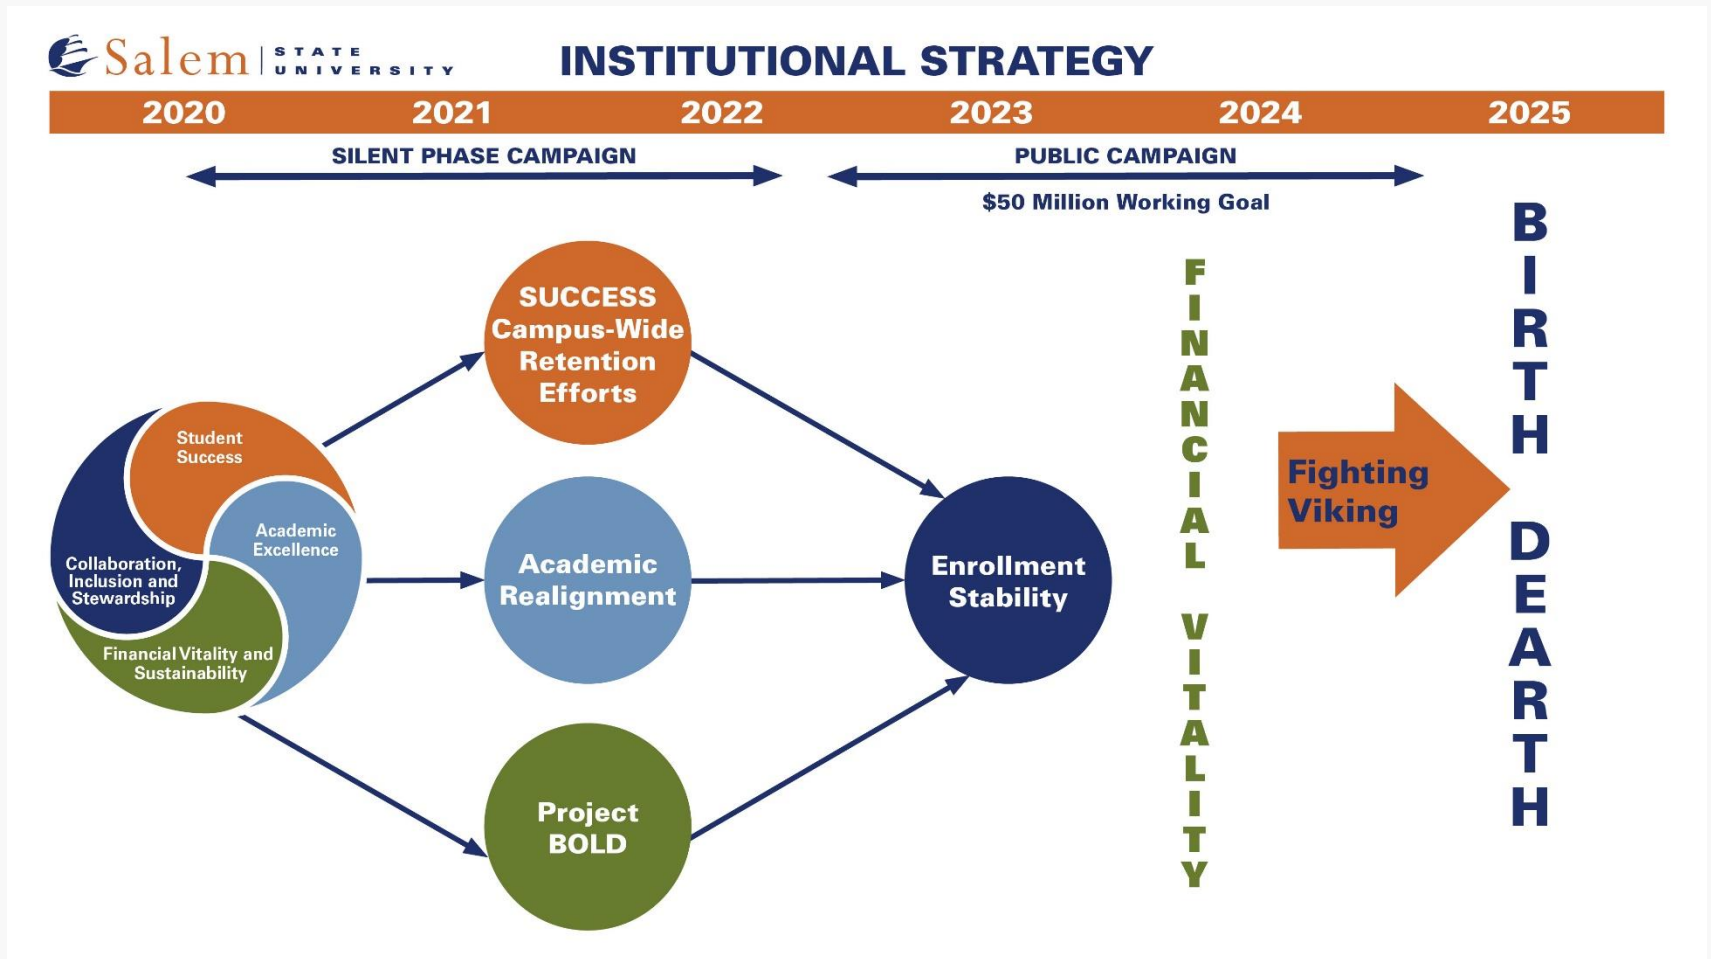 Salem STATE UNIVERSITY
INSTITUTIONAL STRATEGY
2020 2021 2022 2023 2024 2025
SILENT PHASE CAMPAIGN
PUBLIC CAMPAIGN
$50 Million Working Goal
Student
Success
Academic
Excellence
Collaboration,
Inclusion and
Stewardship
Financial Vitality and
Sustainability
SUCCESS
Campus-Wide
Retention
Efforts
Academic
Realignment
Project
BOLD
Enrollment
Stability
FINANCIAL VITALITY
Fighting
Viking
BIRTH DEARTH